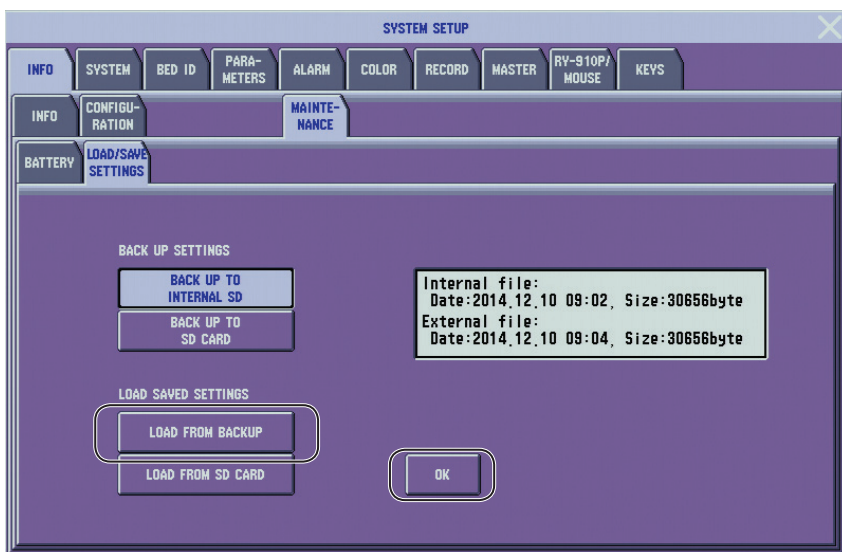 SYSTEM SETUP
INFO
SYSTEM
BED ID
PARA-
METERS
ALARM
COLOR
RECORD
MASTER
RY-910P/
MOUSE
KEYS
INFO
CONFIGU-
RATION
MAINTE-
NANCE
BATTERY
LOAD/SAVE
SETTINGS
BACK UP SETTINGS
BACK UP TO
INTERNAL SD
BACK UP TO
SD CARD
Internal file:
Date:2014.12.10 09:02, Size:30656byte
External file:
Date:2014.12.10 09:04, Size:30656byte
LOAD SAVED SETTINGS
LOAD FROM BACKUP
LOAD FROM SD CARD
OK